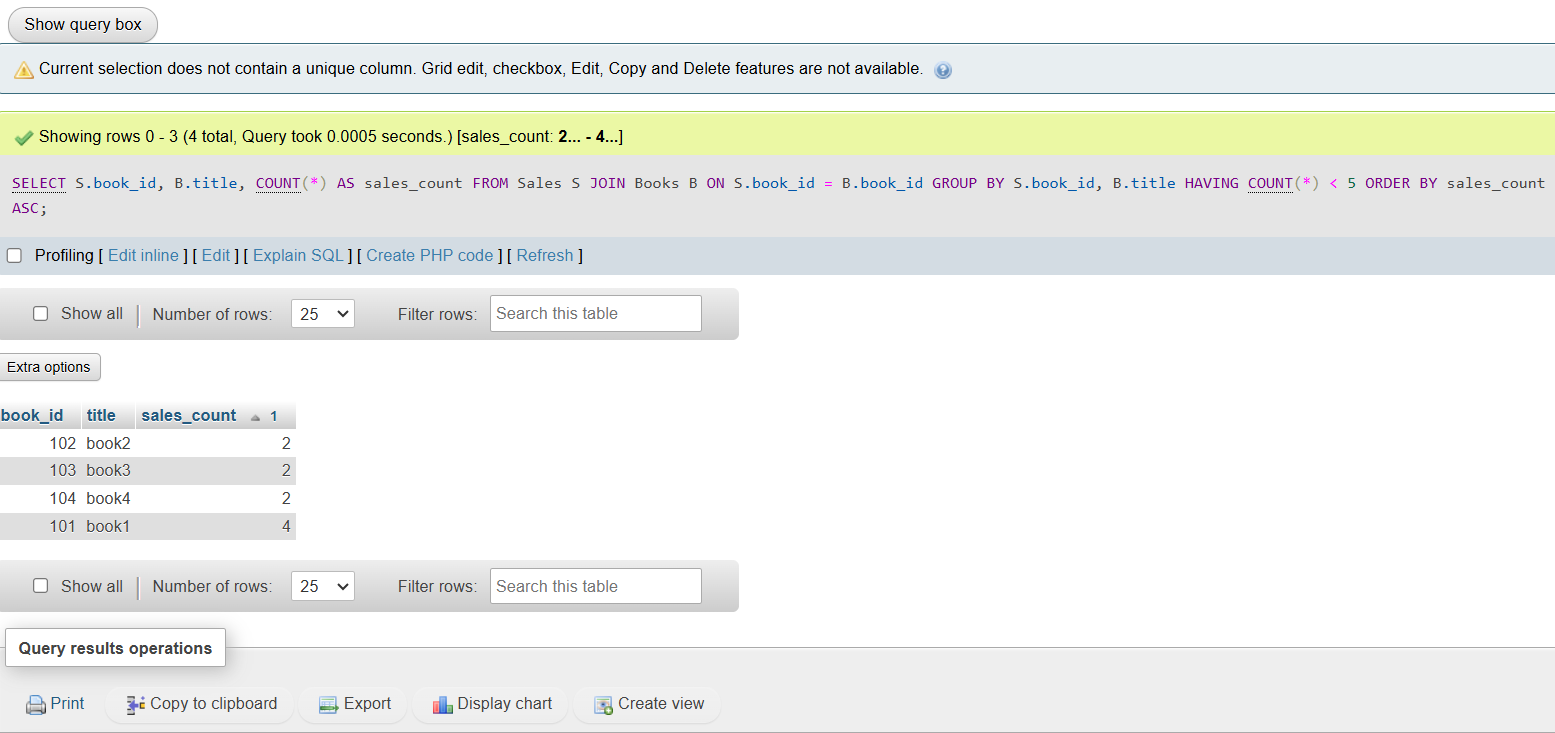 Show query box
Current selection does not contain a unique column. Grid edit, checkbox, Edit, Copy and Delete features are not available.
Showing rows 0 - 3 (4 total, Query took 0.0005 seconds.) [sales_count: 2... - 4...]
SELECT S.book_id, B.title, COUNT(*) AS sales_count FROM Sales S JOIN Books B ON S.book_id = B.book_id GROUP BY S.book_id, B.title HAVING COUNT(*) < 5 ORDER BY sales_count
ASC;
Profiling [ Edit inline ] [ Edit ] [ Explain SQL ] [ Create PHP code ] [ Refresh ]
Show all Number of rows: 25 Filter rows: Search this table
Extra options
book_id title sales_count 1
102 book2 2
103 book3 2
104 book4 2
101 book1 4
Show all Number of rows: 25 Filter rows: Search this table
Query results operations
Print Copy to clipboard Export Display chart Create view